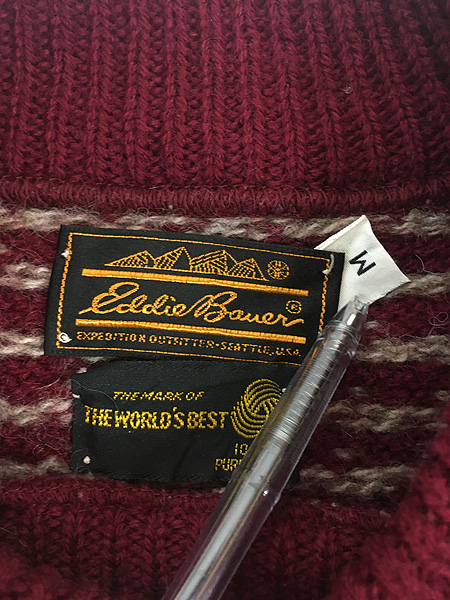 Eddie Bauer®
EXPEDITION OUTFITTER-SEATTLE, U.S.A.
M
THE MARK OF
THE WORLD'S BEST